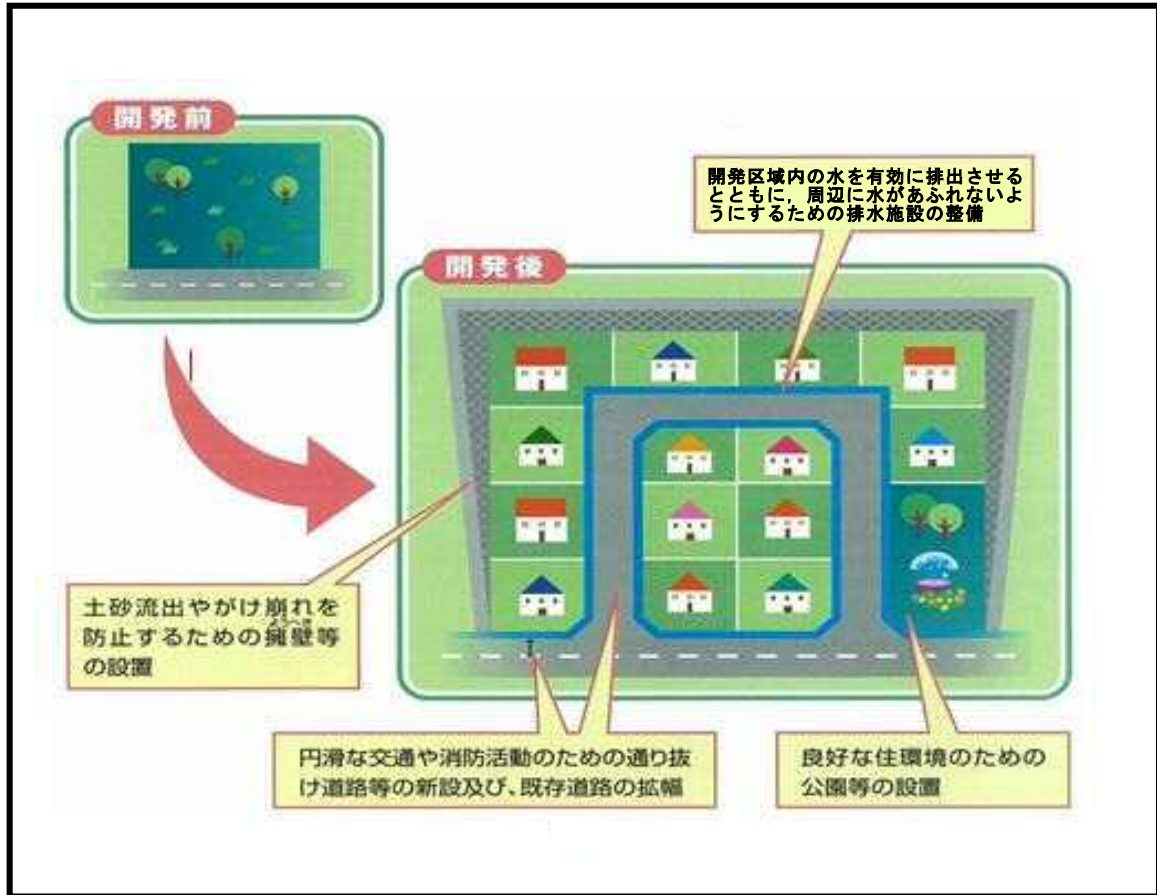 開発前
開発区域内の水を有効に排出させる
とともに，周辺に水があふれないよ
うにするための排水施設の整備
開発後
土砂流出やがけ崩れを
防止するための擁壁等
ようへき
の設置
円滑な交通や消防活動のための通り抜
け道路等の新設及び、既存道路の拡幅
良好な住環境のための
公園等の設置